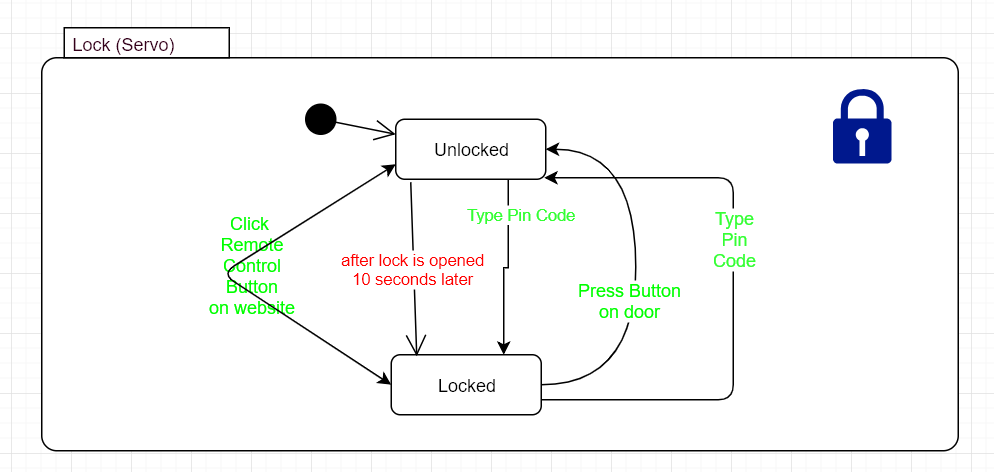 Lock (Servo)
Unlocked
Click
Remote
Control
Button
on website
Type Pin Code
after lock is opened
10 seconds later
Type
Pin
Code
Press Button
on door
Locked